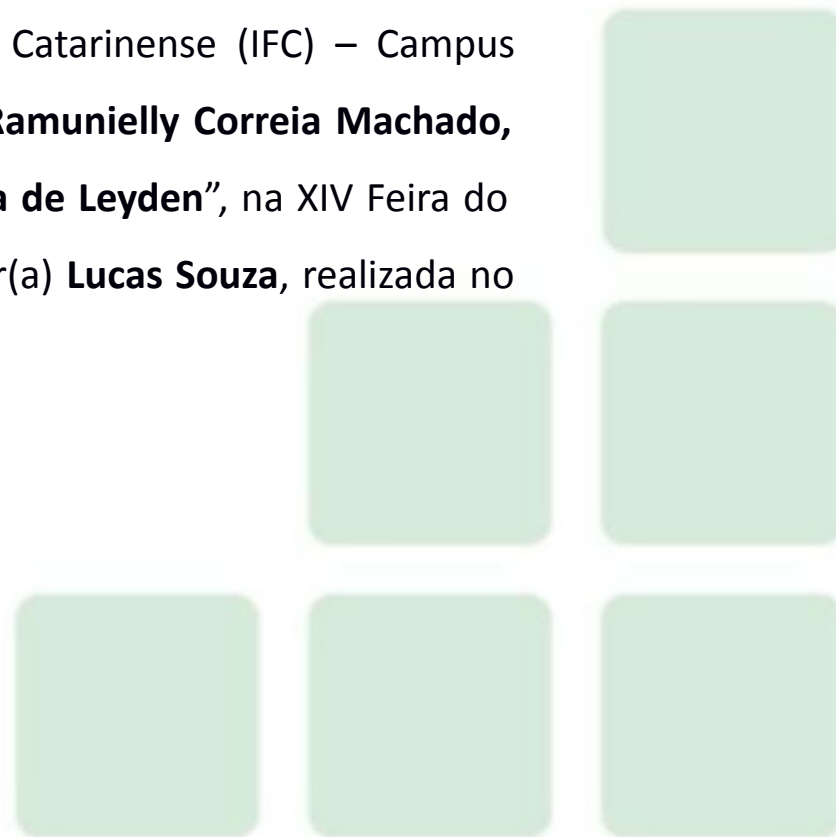 Catarinense (IFC) – Campus
Ramunielly Correia Machado,
a de Leyden”, na XIV Feira do
r(a) Lucas Souza, realizada no